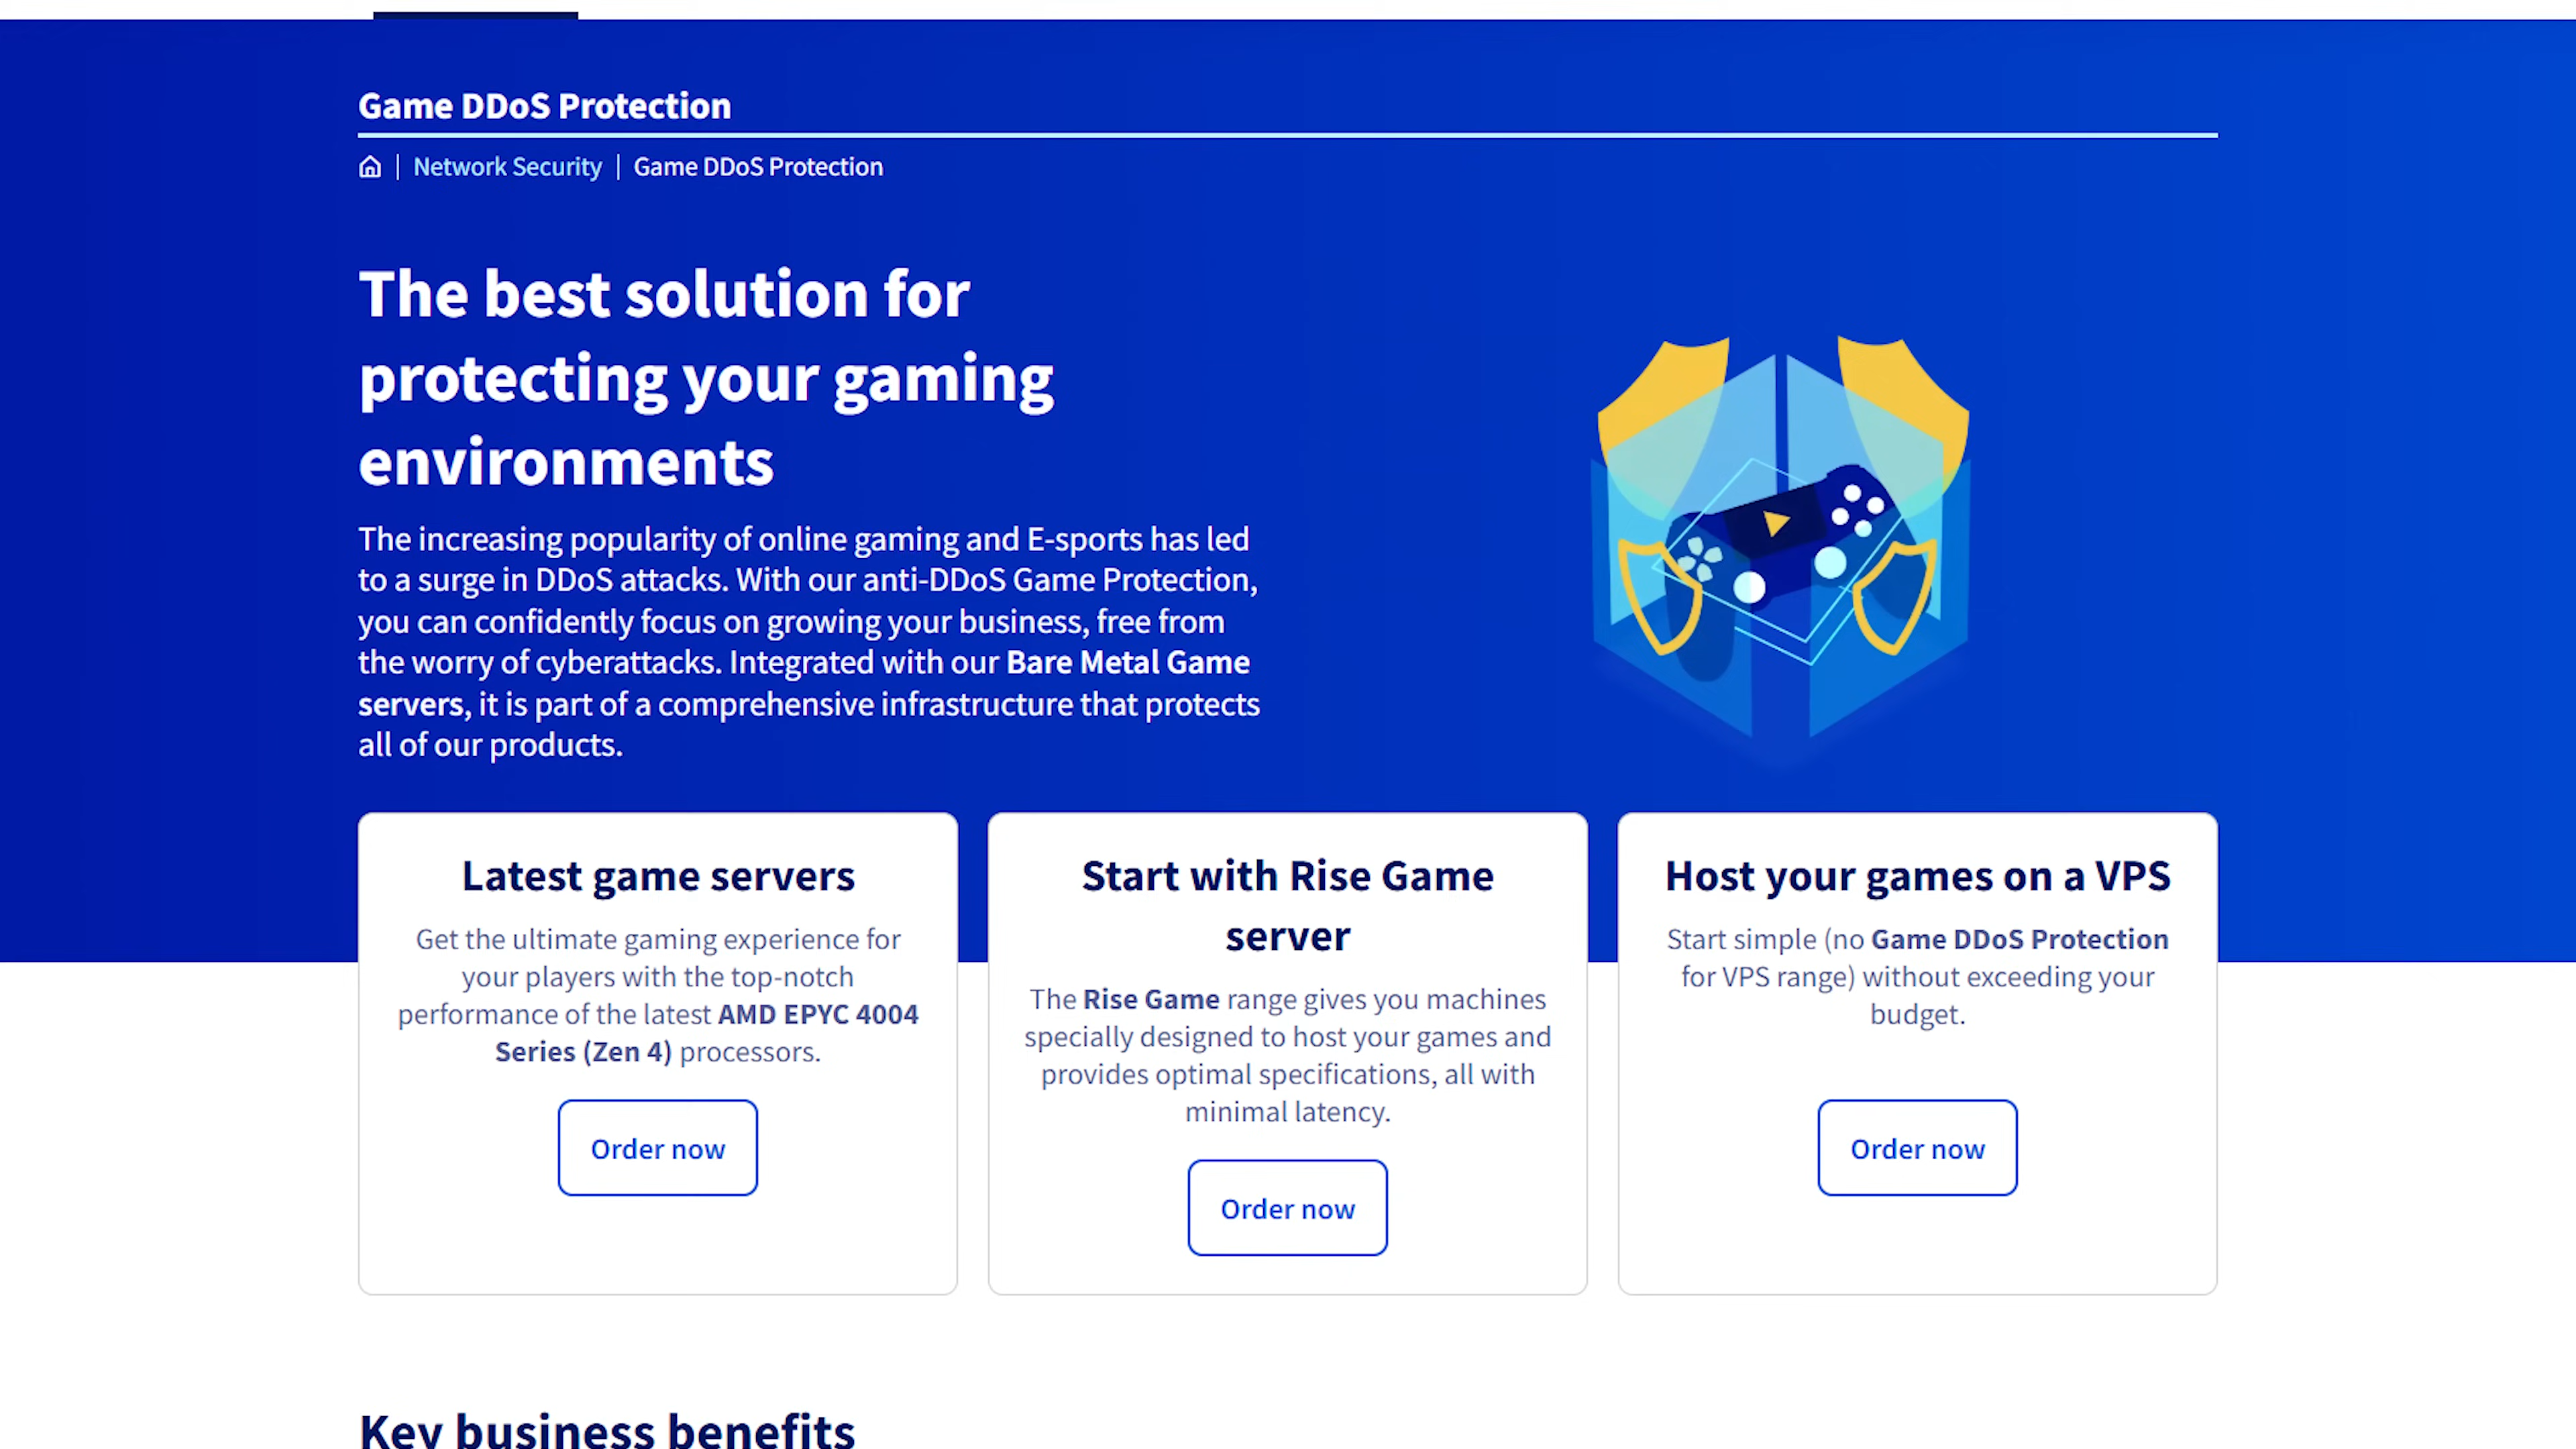 Game DDoS Protection
Network Security | Game DDoS Protection
The best solution for
protecting your gaming
environments
The increasing popularity of online gaming and E-sports has led
to a surge in DDoS attacks. With our anti-DDoS Game Protection,
you can confidently focus on growing your business, free from
the worry of cyberattacks. Integrated with our Bare Metal Game
servers, it is part of a comprehensive infrastructure that protects
all of our products.
Latest game servers
Get the ultimate gaming experience for
your players with the top-notch
performance of the latest AMD EPYC 4004
Series (Zen 4) processors.
Order now
Start with Rise Game
server
The Rise Game range gives you machines
specially designed to host your games and
provides optimal specifications, all with
minimal latency.
Order now
Host your games on a VPS
Start simple (no Game DDoS Protection
for VPS range) without exceeding your
budget.
Order now
Key business benefits